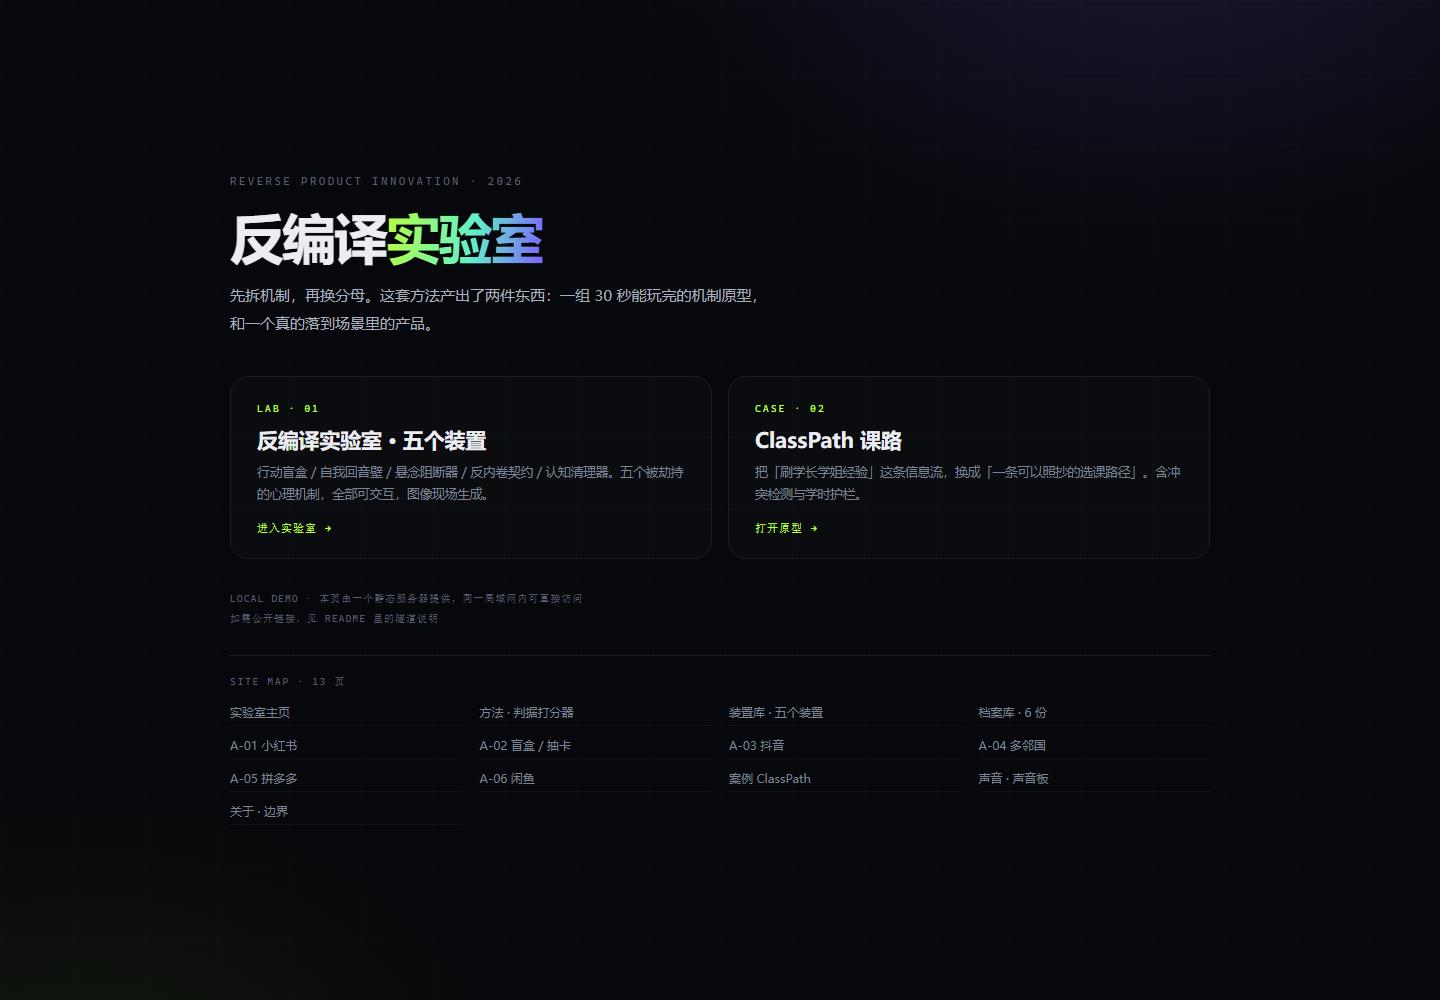 REVERSE PRODUCT INNOVATION · 2026
反编译实验室
先拆机制，再换分母。这套方法产出了两件东西：一组 30 秒能玩完的机制原型，
和一个真的落到场景里的产品。
LAB · 01
反编译实验室 · 五个装置
行动盲盒 / 自我回音壁 / 悬念阻断器 / 反内卷契约 / 认知清理器。五个被劫持
的心理机制，全部可交互，图像现场生成。
进入实验室 →
CASE · 02
ClassPath 课路
把「刷学长学姐经验」这条信息流，换成「一条可以照抄的选课路径」。含冲
突检测与学时护栏。
打开原型 →
LOCAL DEMO · 本页由一个静态服务器提供，同一局域网内可直接访问
如需公开链接，见 README 里的隧道说明
SITE MAP · 13 页
实验室主页
方法 · 判据打分器
装置库 · 五个装置
档案库 · 6 份
A-01 小红书
A-02 盲盒 / 抽卡
A-03 抖音
A-04 多邻国
A-05 拼多多
A-06 闲鱼
案例 ClassPath
声音 · 声音板
关于 · 边界